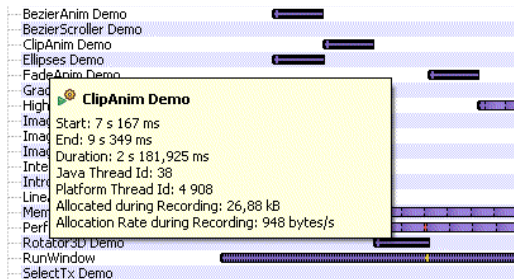 BezierAnim Demo
BezierScroller Demo
ClipAnim Demo
Ellipses Demo
FadeAnim Demo
ClipAnim Demo
Start: 7 s 167 ms
End: 9 s 349 ms
Duration: 2 s 181,925 ms
Java Thread Id: 38
Platform Thread Id: 4 908
Allocated during Recording: 26,88 kB
Allocation Rate during Recording: 948 bytes/s
Rotator3D Demo
RunWindow
SelectTx Demo